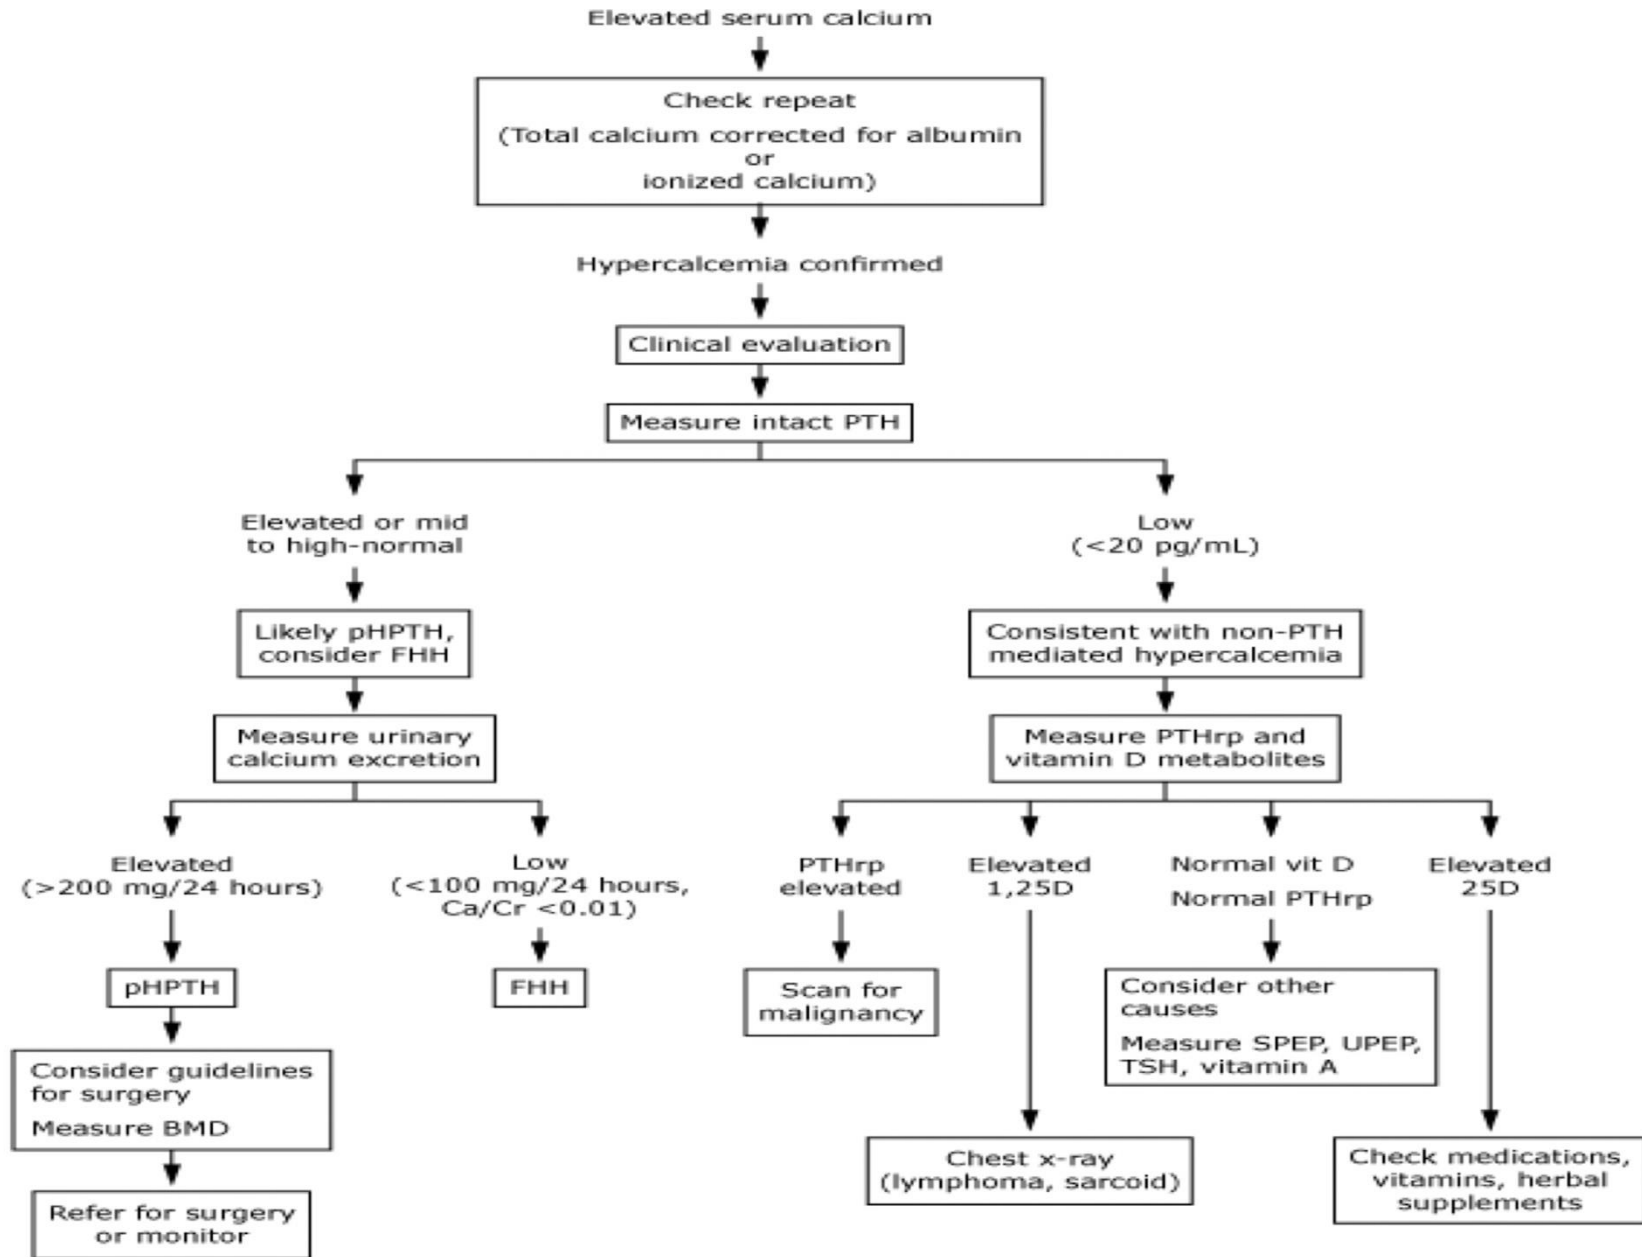 Elevated serum calcium
Check repeat
(Total calcium corrected for albumin
or
ionized calcium)
Hypercalcemia confirmed
Clinical evaluation
Measure intact PTH
Elevated or mid
to high-normal
Low
(<20 pg/mL)
Likely pHPTH,
consider FHH
Consistent with non-PTH
mediated hypercalcemia
Measure urinary
calcium excretion
Measure PTHrp and
vitamin D metabolites
Elevated
(>200 mg/24 hours)
Low
(<100 mg/24 hours,
Ca/Cr <0.01)
PTHrp
elevated
Elevated
1,25D
Normal vit D
Normal PTHrp
Elevated
25D
pHPTH
FHH
Scan for
malignancy
Consider other
causes
Measure SPEP, UPEP,
TSH, vitamin A
Consider guidelines
for surgery
Measure BMD
Chest x-ray
(lymphoma, sarcoid)
Check medications,
vitamins, herbal
supplements
Refer for surgery
or monitor